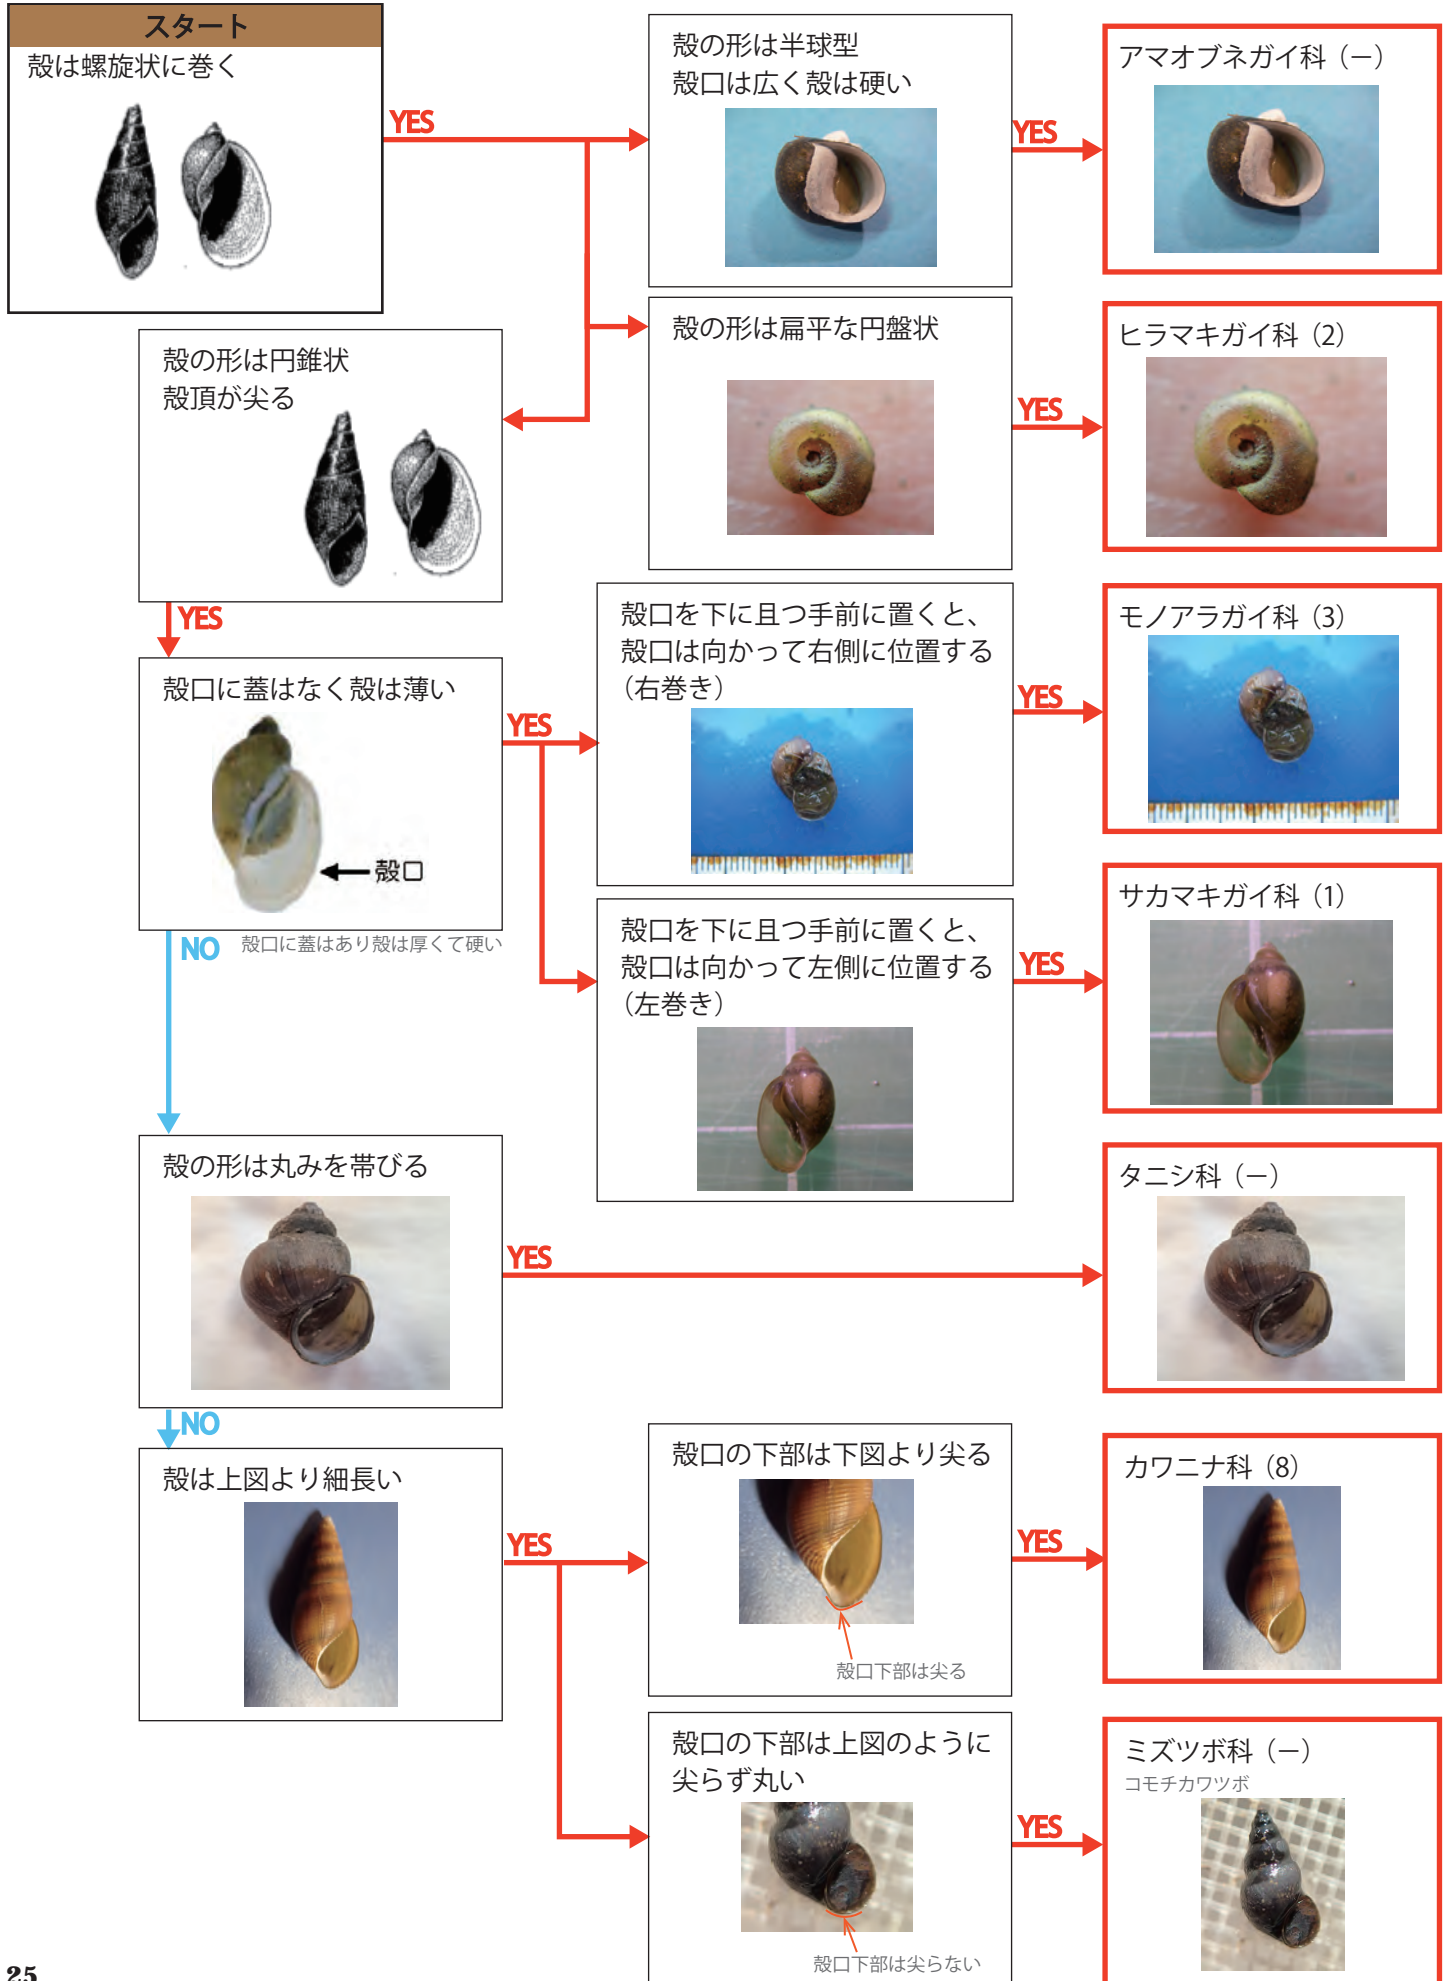 スタート
殻は螺旋状に巻く
YES
殻の形は半球型
殻口は広く殻は硬い
YES
アマオブネガイ科（−）
殻の形は扁平な円盤状
YES
ヒラマキガイ科（2）
殻の形は円錐状
殻頂が尖る
YES
殻口に蓋はなく殻は薄い
殻口
YES
殻口を下に且つ手前に置くと、
殻口は向かって右側に位置する
（右巻き）
YES
モノアラガイ科（3）
殻口を下に且つ手前に置くと、
殻口は向かって左側に位置する
（左巻き）
YES
サカマキガイ科（1）
NO
殻口に蓋はあり殻は厚くて硬い
殻の形は丸みを帯びる
YES
タニシ科（−）
NO
殻は上図より細長い
YES
殻口の下部は下図より尖る
殻口下部は尖る
YES
カワニナ科（8）
殻口の下部は上図のように
尖らず丸い
殻口下部は尖らない
YES
ミズツボ科（−）
コモチカワツボ
25